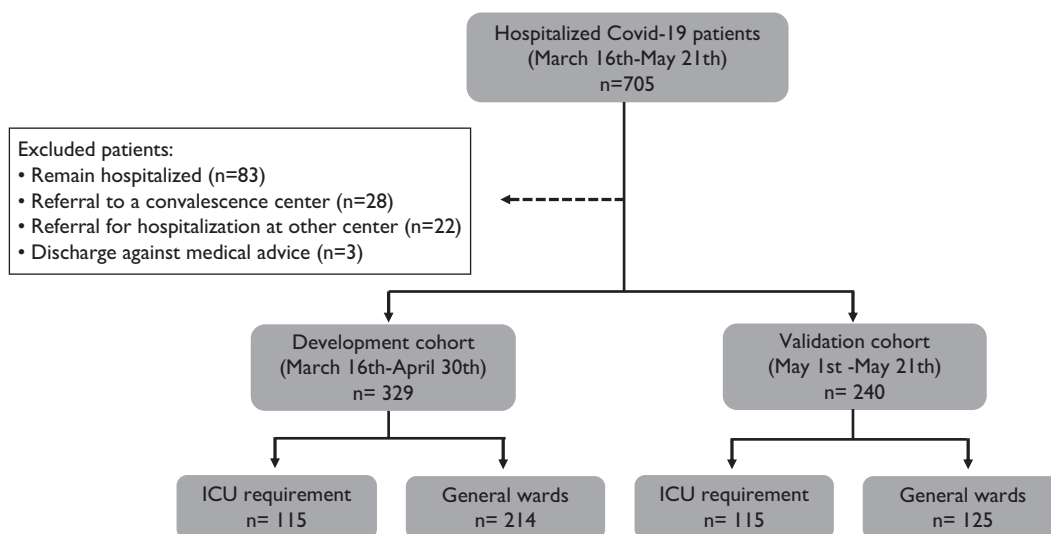 Hospitalized Covid-19 patients
(March 16th-May 21th)
n=705
Excluded patients:
• Remain hospitalized (n=83)
• Referral to a convalescence center (n=28)
• Referral for hospitalization at other center (n=22)
• Discharge against medical advice (n=3)
Development cohort
(March 16th-April 30th)
n= 329
Validation cohort
(May 1st -May 21th)
n= 240
ICU requirement
n= 115
General wards
n= 214
ICU requirement
n= 115
General wards
n= 125